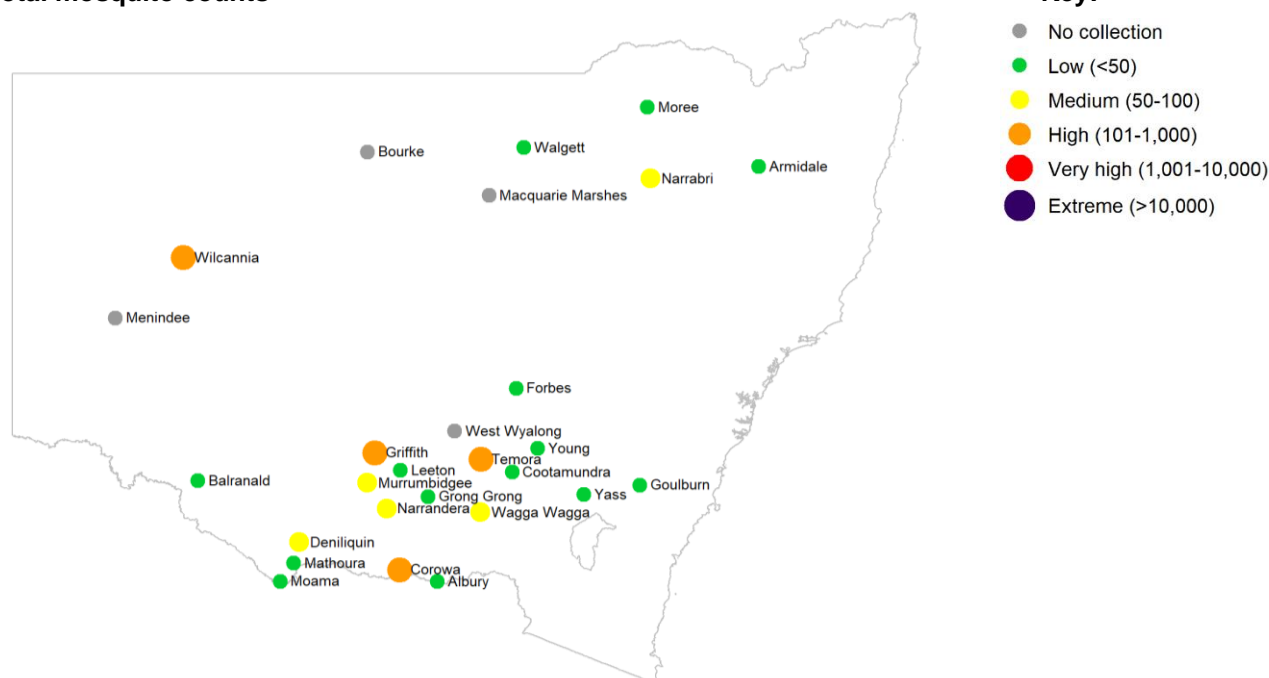 Key:
No collection
Low (<50)
Medium (50-100)
High (101-1,000)
Very high (1,001-10,000)
Extreme (>10,000)
Moree
Bourke
Walgett
Armidale
Narrabri
Macquarie Marshes
Wilcannia
Menindee
Forbes
West Wyalong
Young
Griffith
Temora
Leeton
Cootamundra
Balranald
Murrumbidgee
Goulburn
Grong Grong
Yass
Narrandera
Wagga Wagga
Deniliquin
Mathoura
Corowa
Moama
Albury